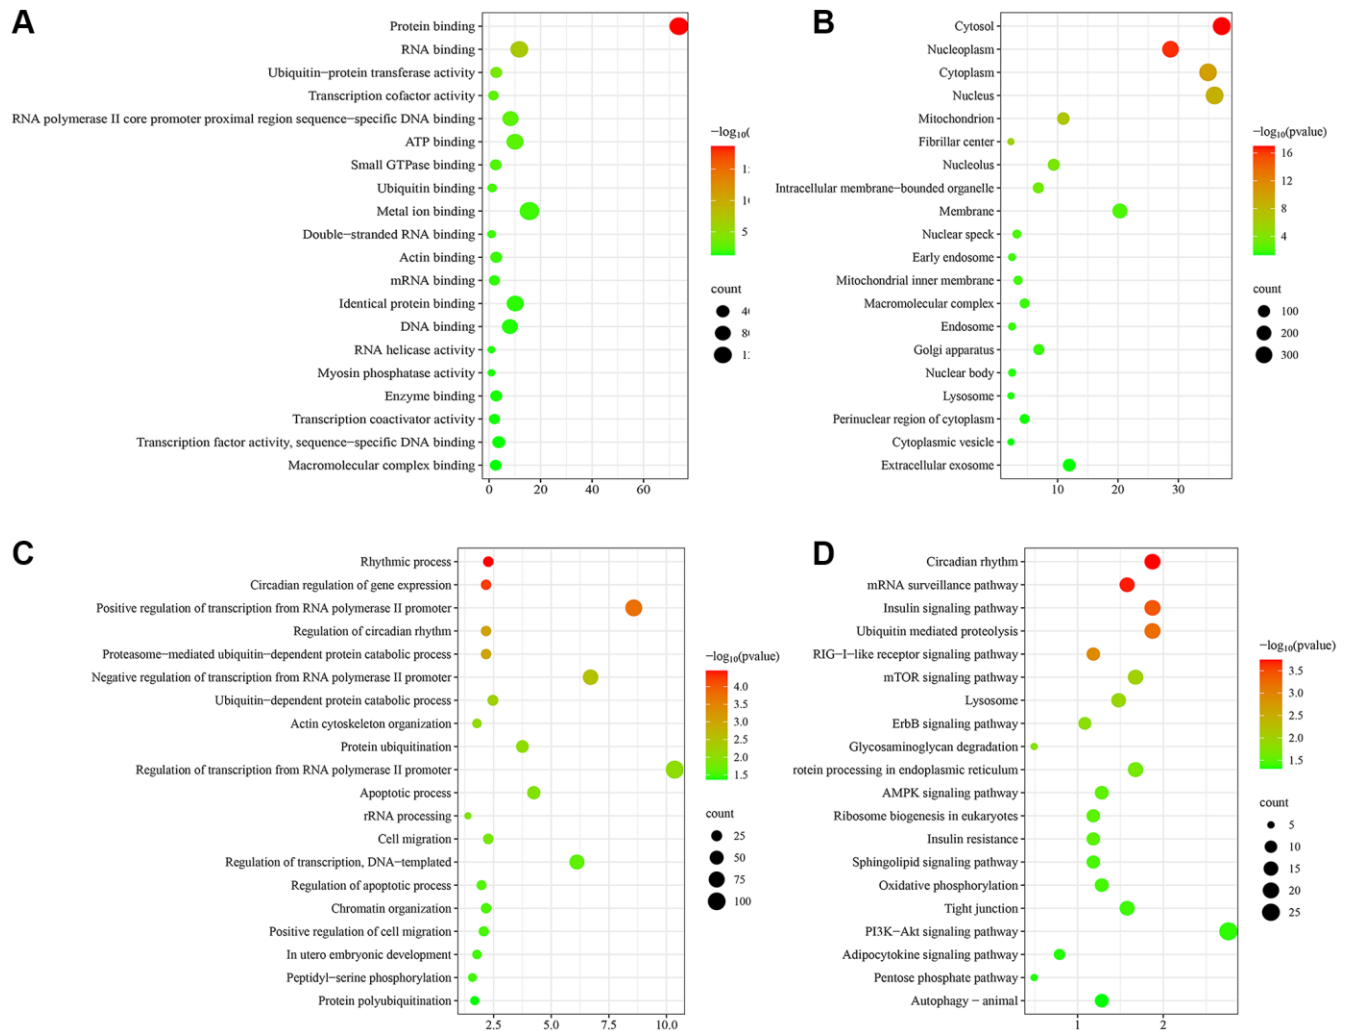 A
Protein binding
RNA binding
Ubiquitin−protein transferase activity
Transcription cofactor activity
RNA polymerase II core promoter proximal region sequence−specific DNA binding
ATP binding
Small GTPase binding
Ubiquitin binding
Metal ion binding
Double−stranded RNA binding
Actin binding
mRNA binding
Identical protein binding
DNA binding
RNA helicase activity
Myosin phosphatase activity
Enzyme binding
Transcription coactivator activity
Transcription factor activity, sequence−specific DNA binding
Macromolecular complex binding
0 20 40 60
−log10(
5
count
B
Cytosol
Nucleoplasm
Cytoplasm
Nucleus
Mitochondrion
Fibrillar center
Nucleolus
Intracellular membrane−bounded organelle
Membrane
Nuclear speck
Early endosome
Mitochondrial inner membrane
Macromolecular complex
Endosome
Golgi apparatus
Nuclear body
Lysosome
Perinuclear region of cytoplasm
Cytoplasmic vesicle
Extracellular exosome
10 20 30
−log10(pvalue)
16
12
8
4
count
100
200
300
C
Rhythmic process
Circadian regulation of gene expression
Positive regulation of transcription from RNA polymerase II promoter
Regulation of circadian rhythm
Proteasome−mediated ubiquitin−dependent protein catabolic process
Negative regulation of transcription from RNA polymerase II promoter
Ubiquitin−dependent protein catabolic process
Actin cytoskeleton organization
Protein ubiquitination
Regulation of transcription from RNA polymerase II promoter
Apoptotic process
rRNA processing
Cell migration
Regulation of transcription, DNA−templated
Regulation of apoptotic process
Chromatin organization
Positive regulation of cell migration
In utero embryonic development
Peptidyl−serine phosphorylation
Protein polyubiquitination
2.5 5.0 7.5 10.0
−log10(pvalue)
4.0
3.5
3.0
2.5
2.0
1.5
count
25
50
75
100
D
Circadian rhythm
mRNA surveillance pathway
Insulin signaling pathway
Ubiquitin mediated proteolysis
RIG−I−like receptor signaling pathway
mTOR signaling pathway
Lysosome
ErbB signaling pathway
Glycosaminoglycan degradation
rotein processing in endoplasmic reticulum
AMPK signaling pathway
Ribosome biogenesis in eukaryotes
Insulin resistance
Sphingolipid signaling pathway
Oxidative phosphorylation
Tight junction
PI3K−Akt signaling pathway
Adipocytokine signaling pathway
Pentose phosphate pathway
Autophagy − animal
1 2
−log10(pvalue)
3.5
3.0
2.5
2.0
1.5
count
5
10
15
20
25